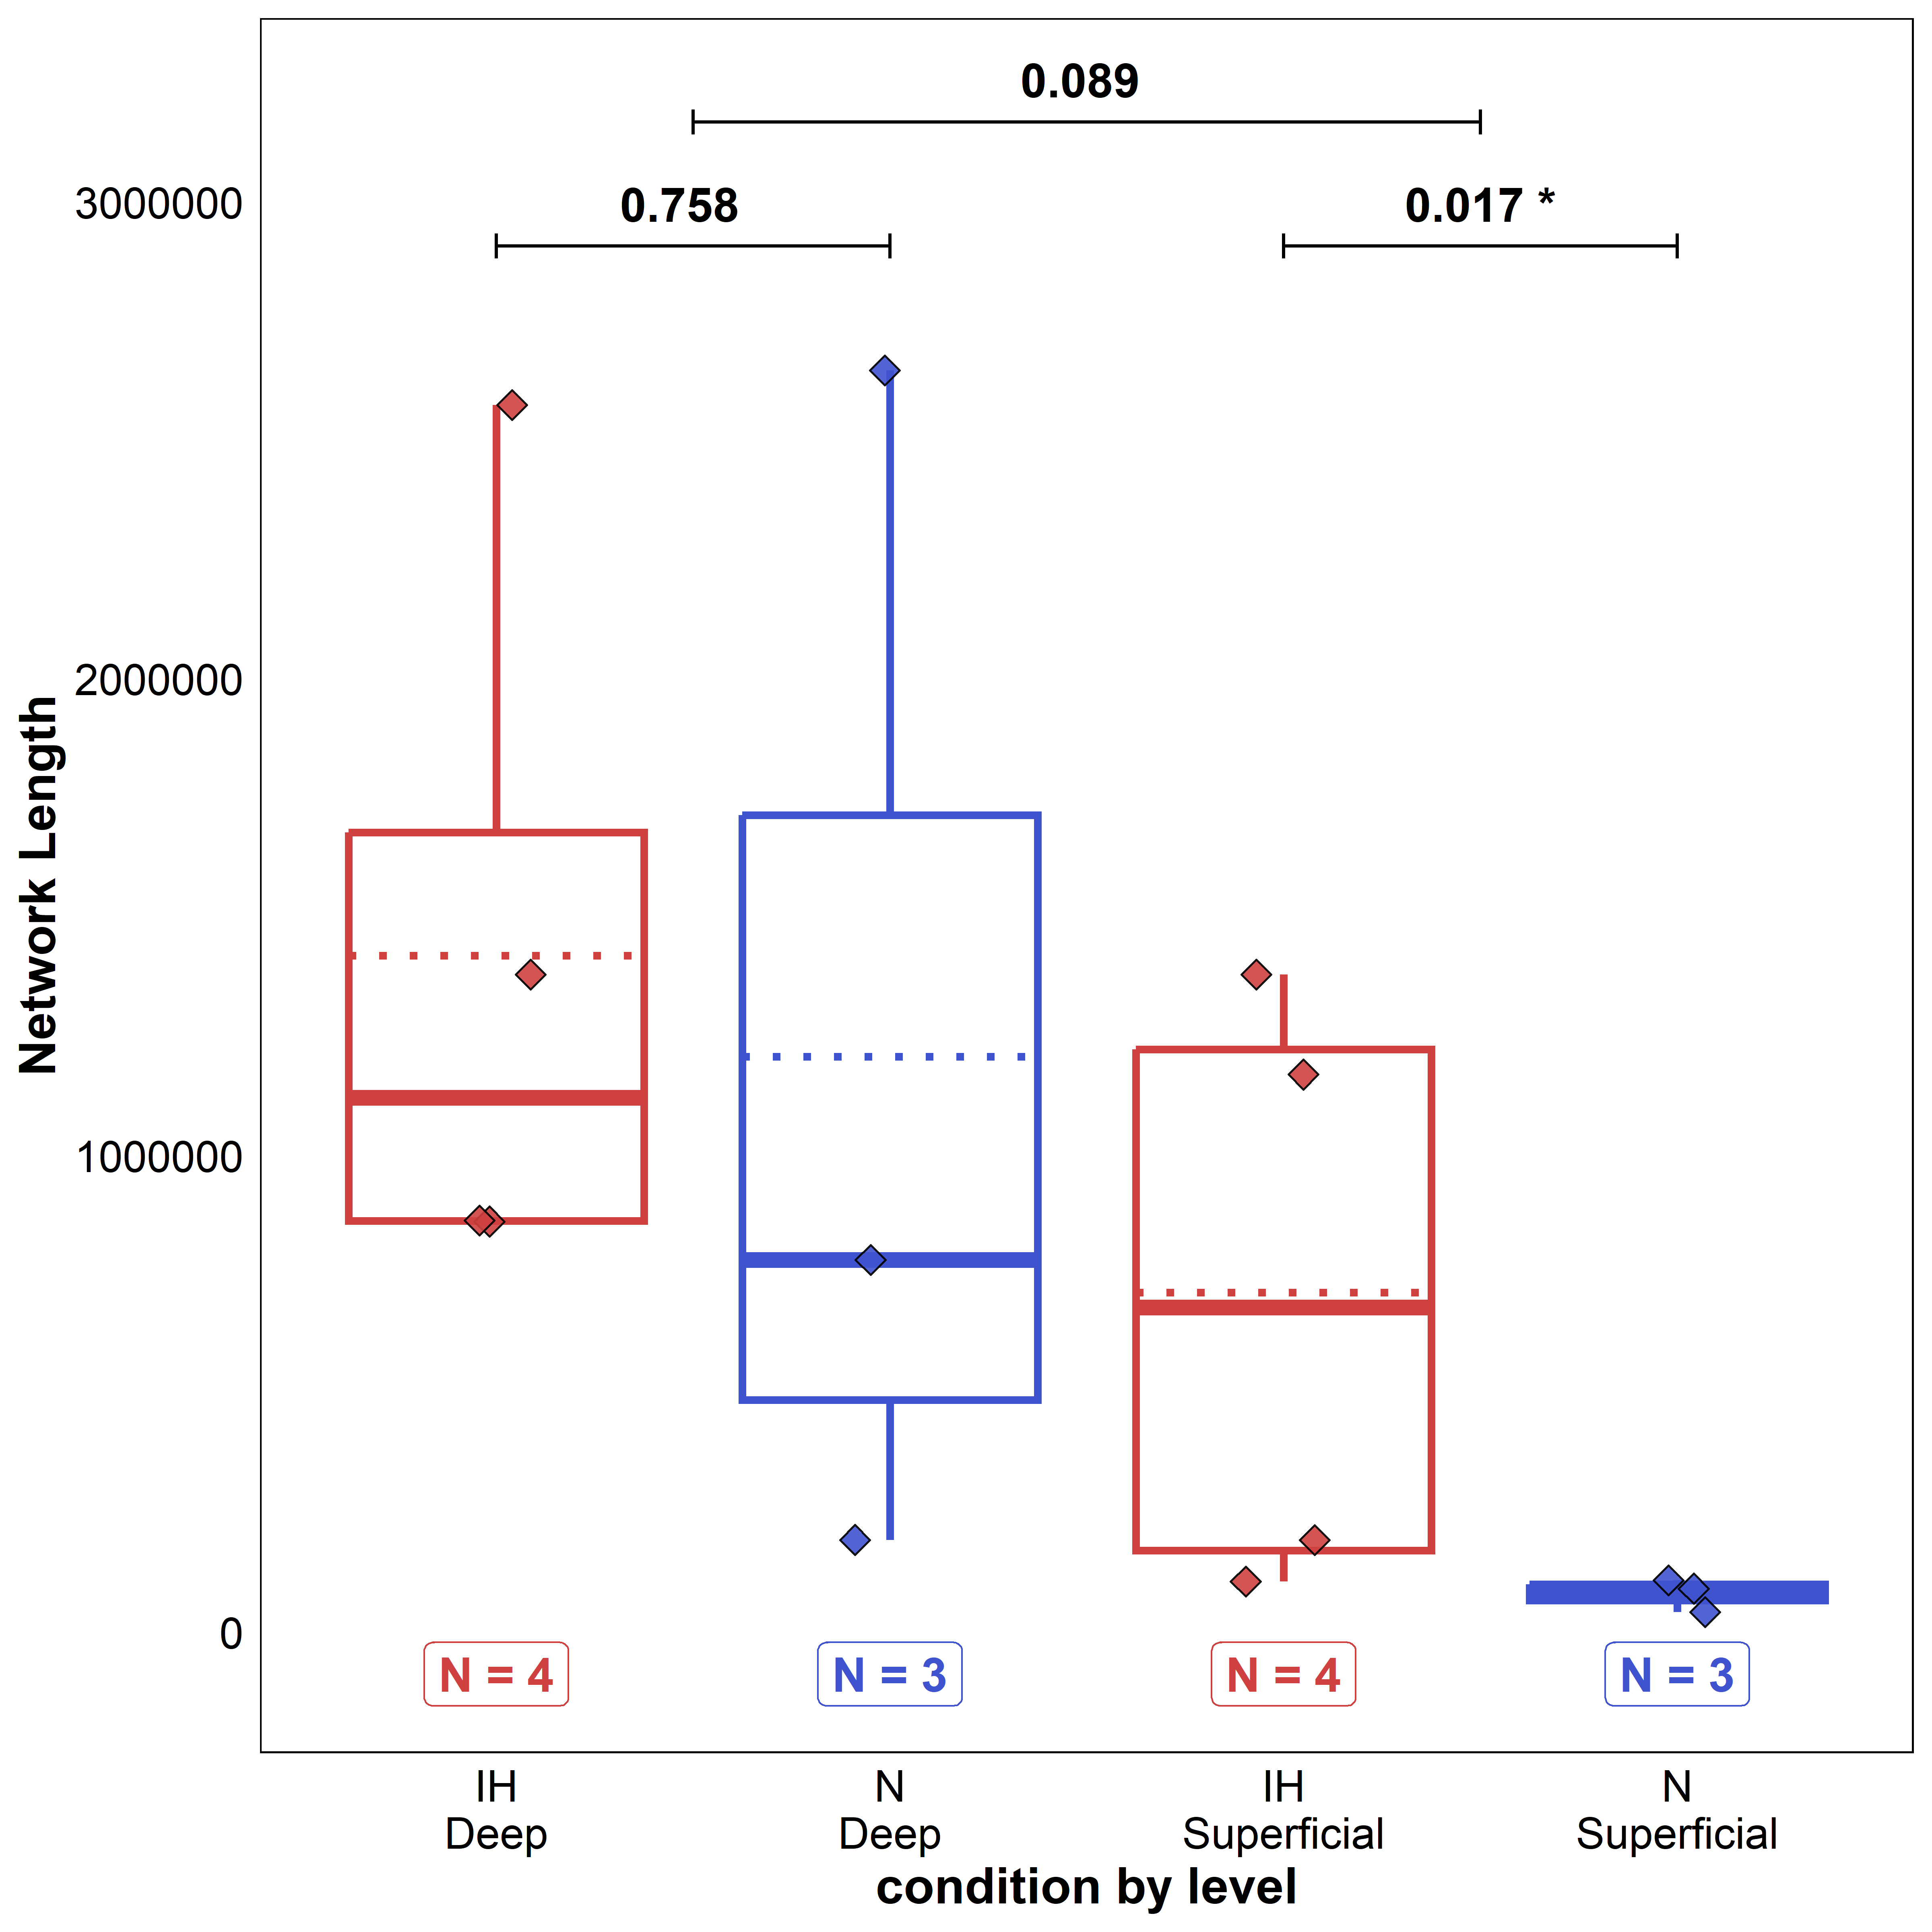 0.089
0.758
0.017 *
3000000
2000000
1000000
0
Network Length
N = 4
N = 3
N = 4
N = 3
IH
Deep
N
Deep
IH
Superficial
N
Superficial
condition by level